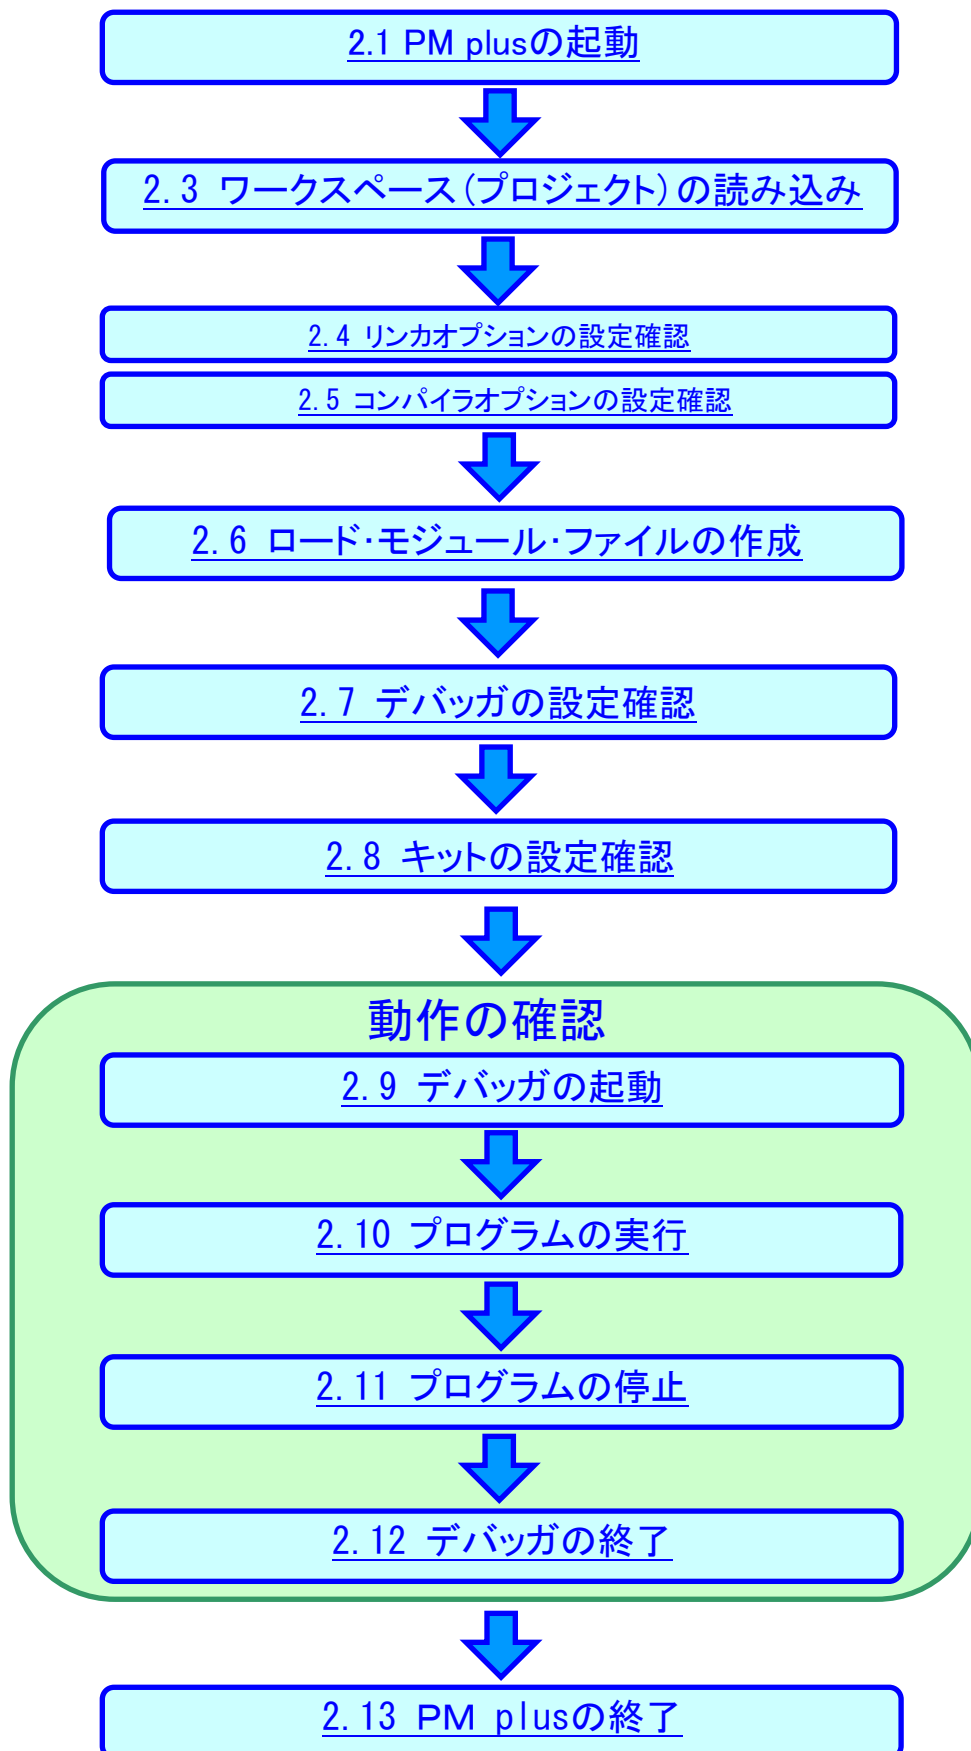 2.1 PM plusの起動
2.3 ワークスペース(プロジェクト)の読み込み
2.4 リンカオプションの設定確認
2.5 コンパイラオプションの設定確認
2.6 ロード・モジュール・ファイルの作成
2.7 デバッガの設定確認
2.8 キットの設定確認
動作の確認
2.9 デバッガの起動
2.10 プログラムの実行
2.11 プログラムの停止
2.12 デバッガの終了
2.13 PM plusの終了